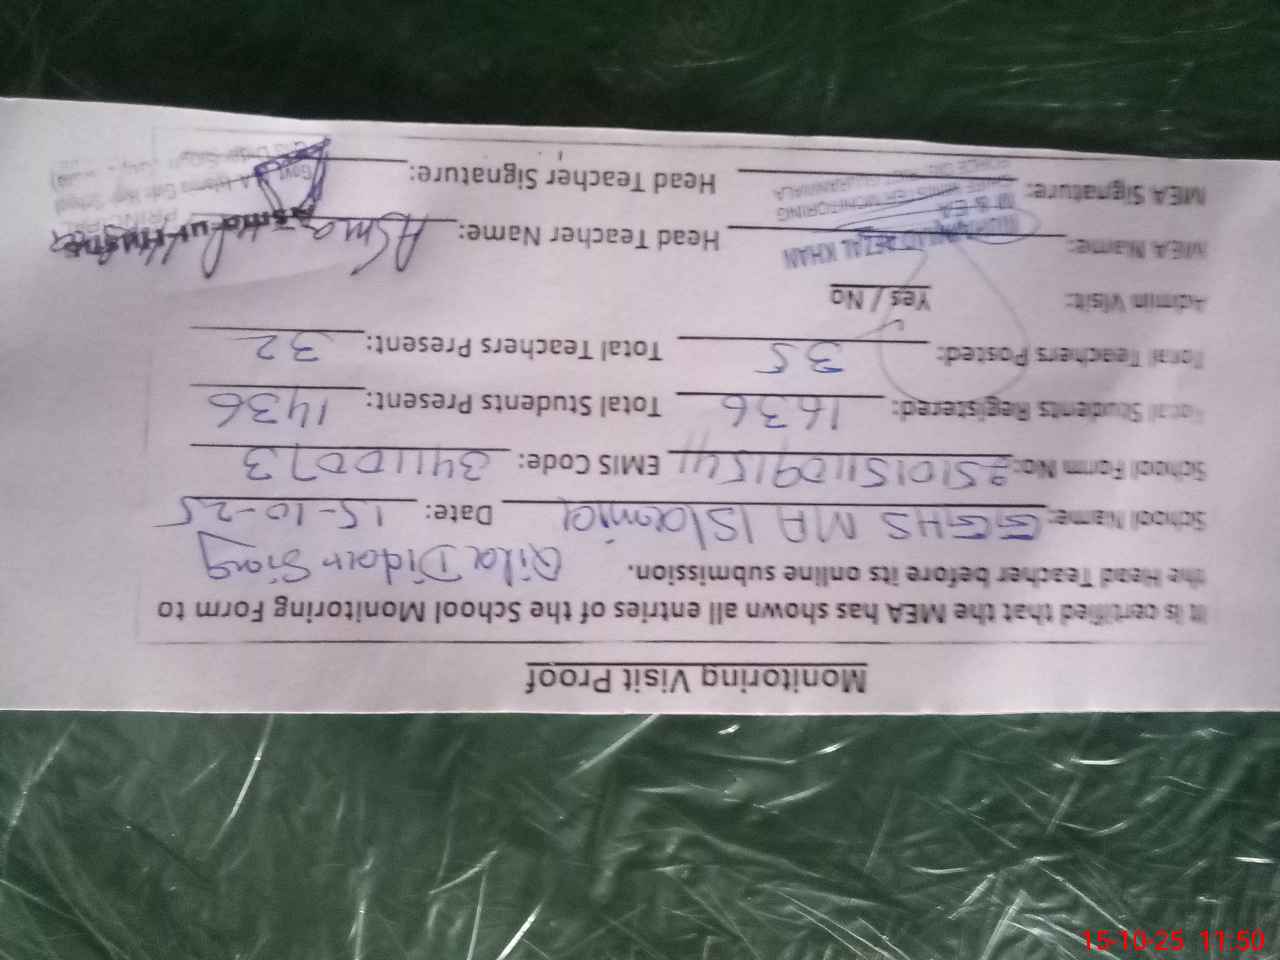 Monitoring Visit Proof
It is certified that the MEA has shown all entries of the School Monitoring Form to
the Head Teacher before its online submission. Qila Didar Singh
School Name: GGHS MA Islamia Date: 15-10-25
School Form No: EMIS Code: 34110073
Total Students Registered: 1636 Total Students Present: 1436
Total Teachers Posted: 35 Total Teachers Present: 32
Admin Visit: Yes / No
MEA Name: KHAN Head Teacher Name: Asma
MEA Signature: Head Teacher Signature:
15-10-25 11:50